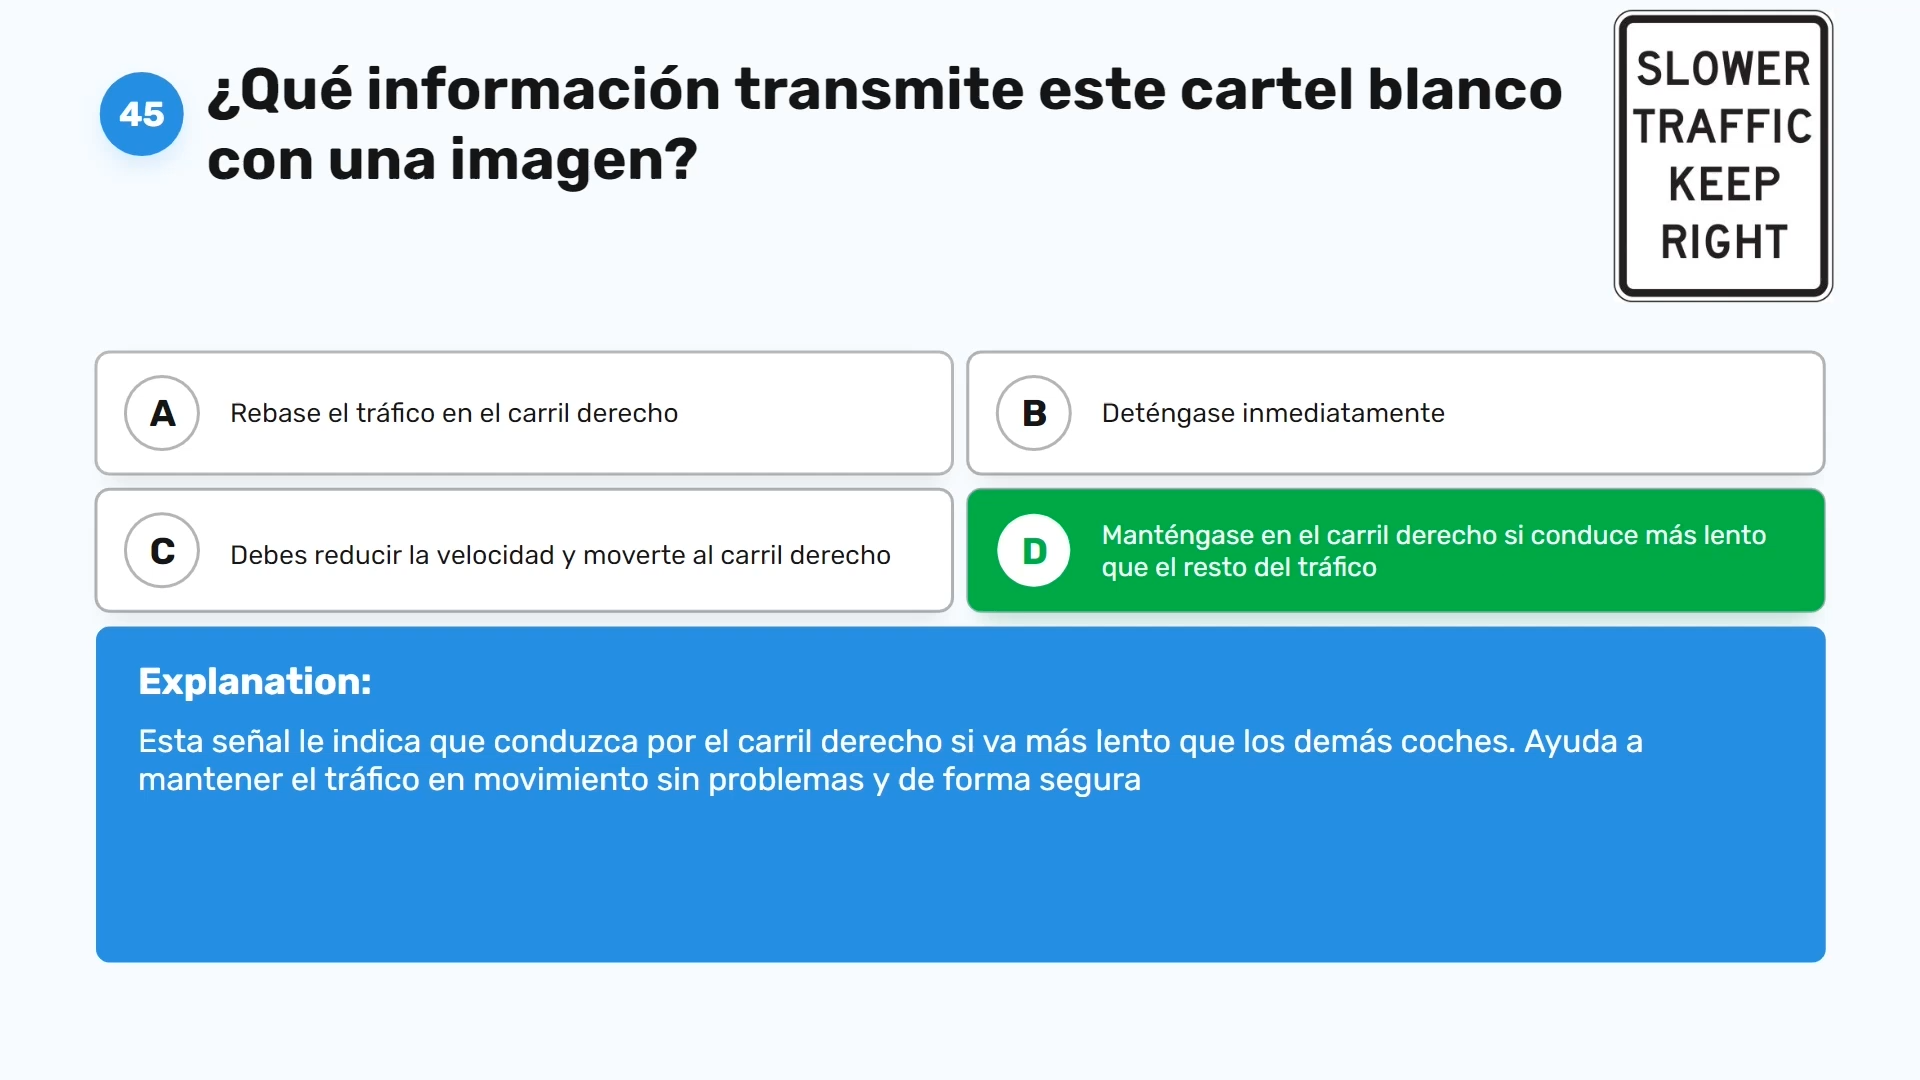 45
¿Qué información transmite este cartel blanco
con una imagen?
SLOWER
TRAFFIC
KEEP
RIGHT
A
Rebase el tráfico en el carril derecho
B
Deténgase inmediatamente
C
Debes reducir la velocidad y moverte al carril derecho
D
Manténgase en el carril derecho si conduce más lento
que el resto del tráfico
Explanation:
Esta señal le indica que conduzca por el carril derecho si va más lento que los demás coches. Ayuda a
mantener el tráfico en movimiento sin problemas y de forma segura